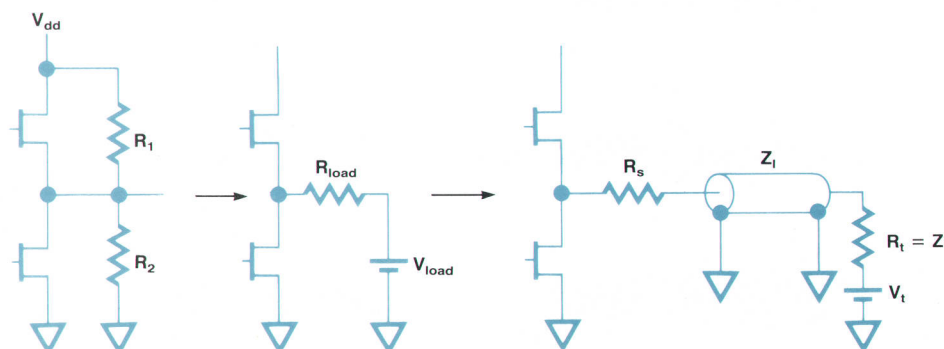 Vdd
R1
R2
Rload
Vload
Rs
Zl
Rt = Z
Vt